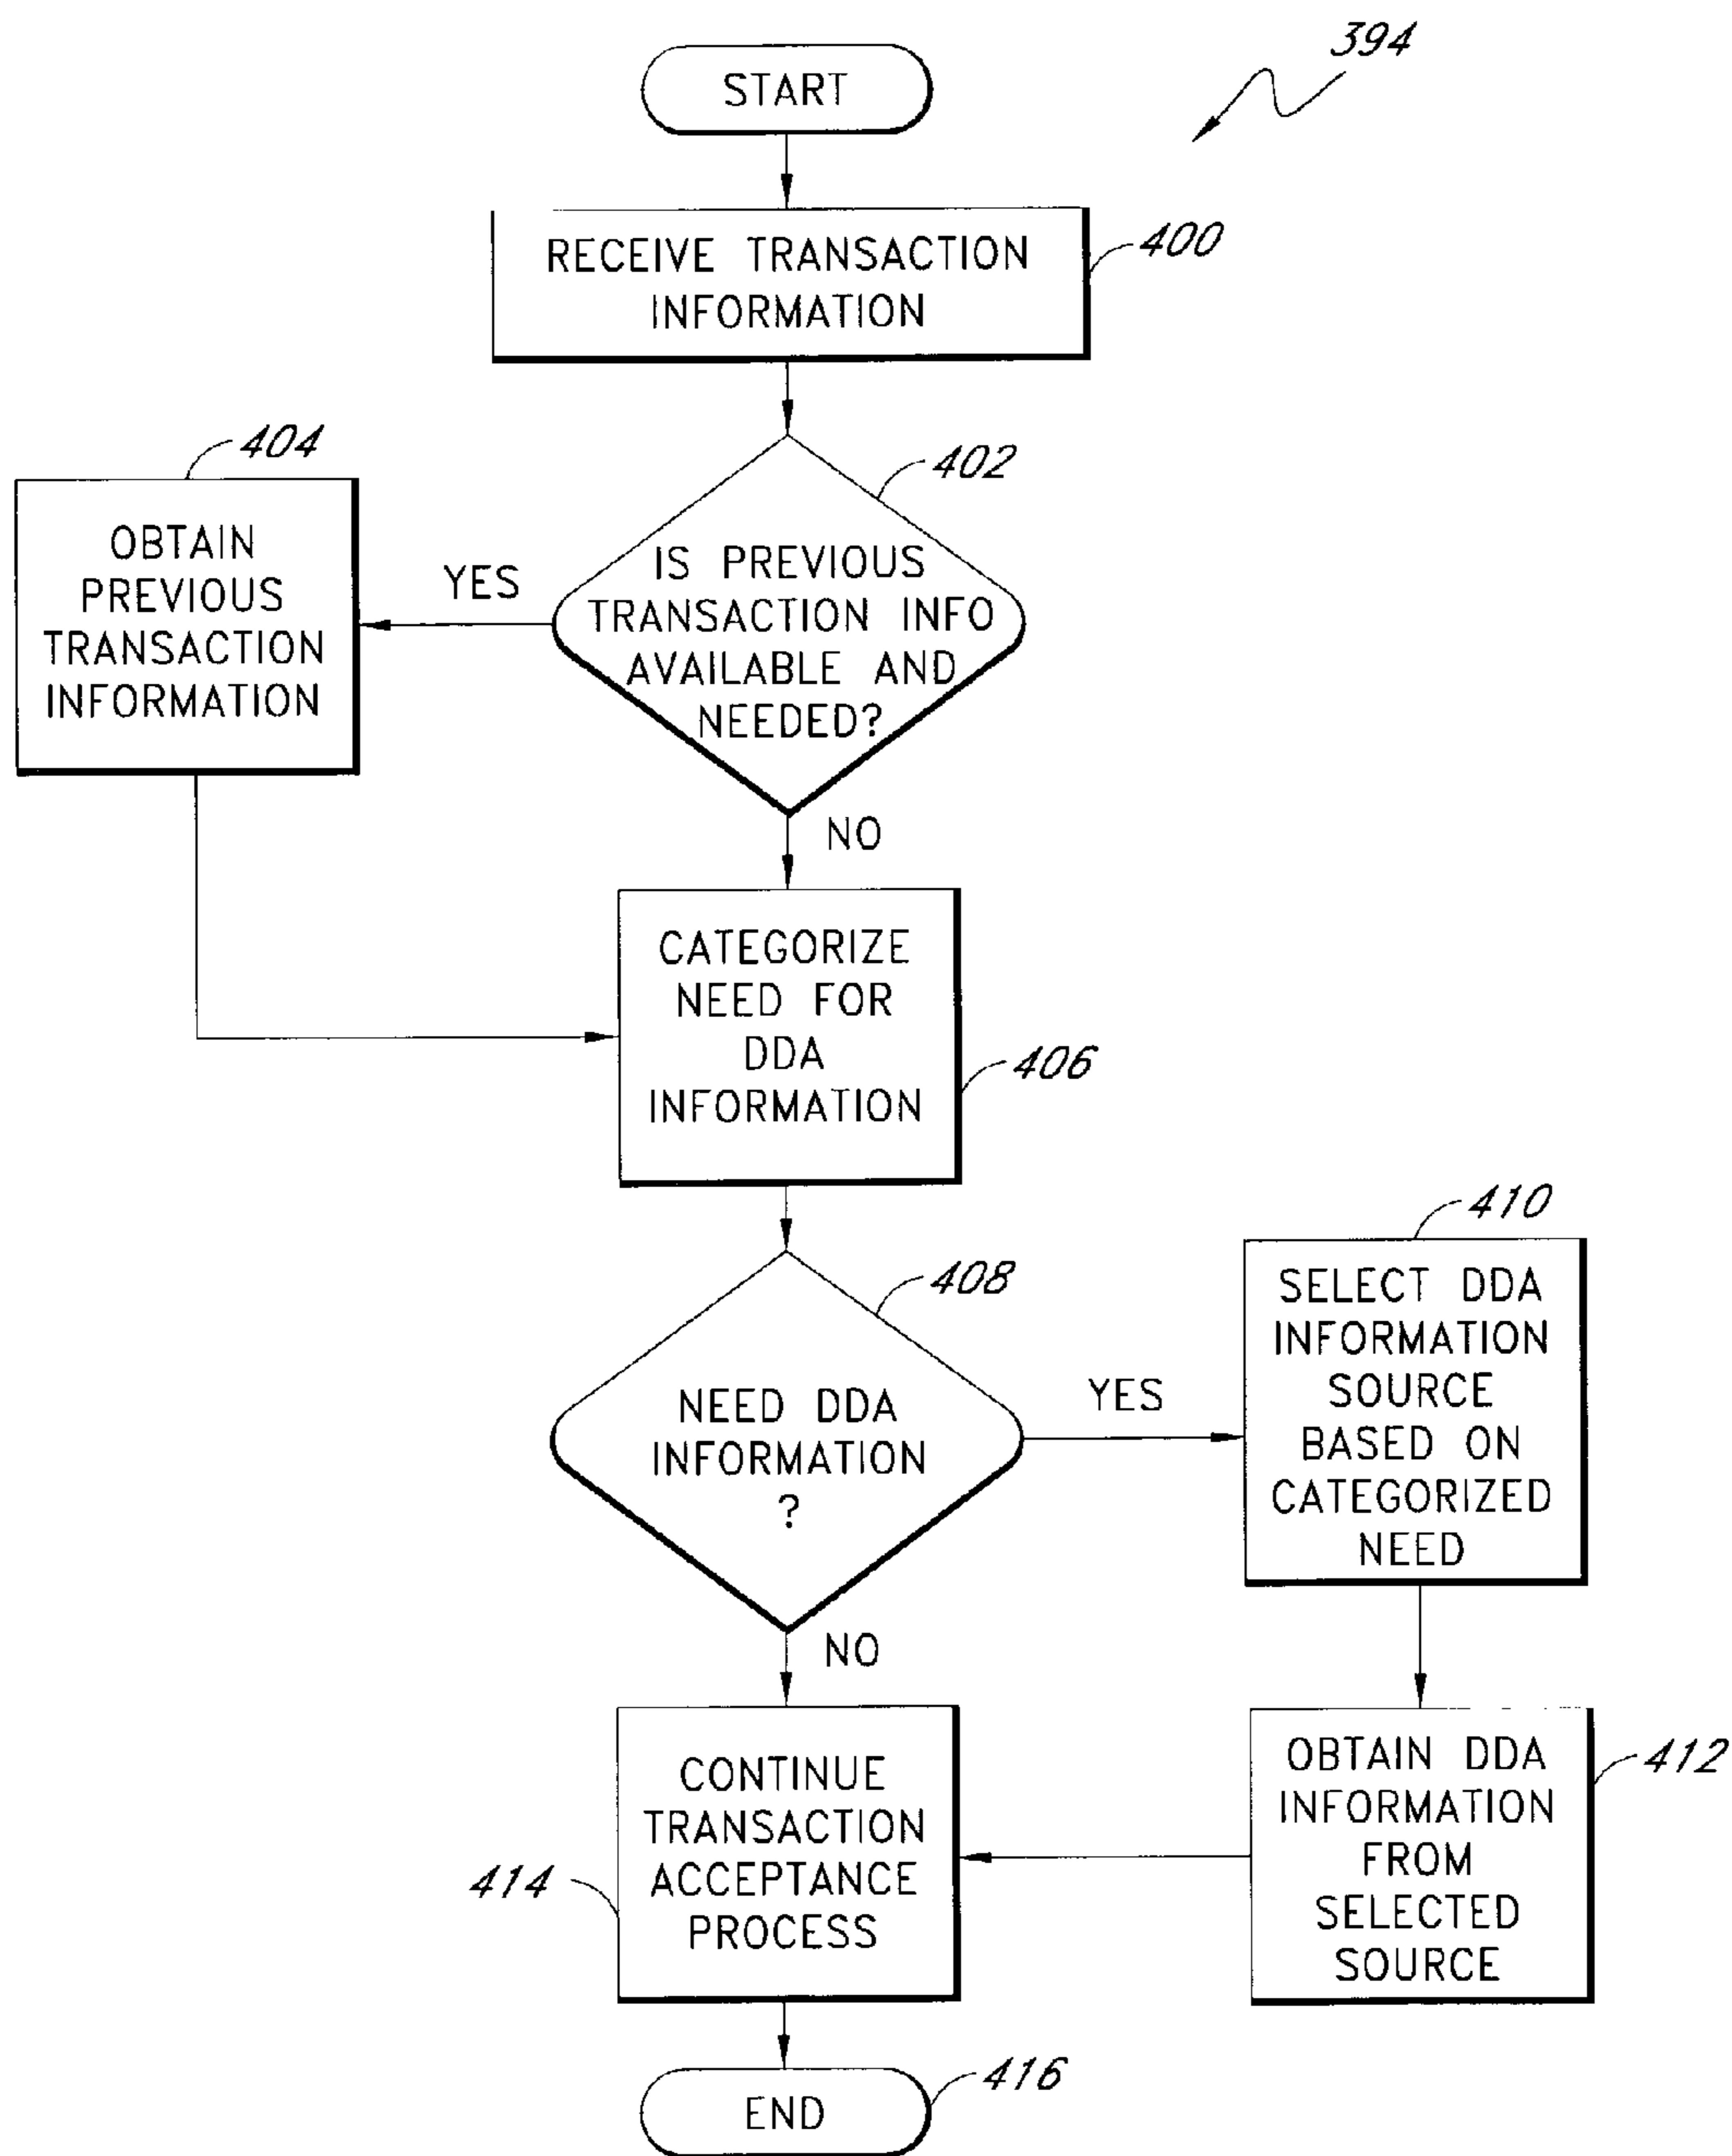 394
START
RECEIVE TRANSACTION
INFORMATION
400
404
402
OBTAIN
PREVIOUS
TRANSACTION
INFORMATION
YES
IS PREVIOUS
TRANSACTION INFO
AVAILABLE AND
NEEDED?
NO
CATEGORIZE
NEED FOR
DDA
INFORMATION
406
408
410
NEED DDA
INFORMATION
?
YES
SELECT DDA
INFORMATION
SOURCE
BASED ON
CATEGORIZED
NEED
NO
CONTINUE
TRANSACTION
ACCEPTANCE
PROCESS
414
OBTAIN DDA
INFORMATION
FROM
SELECTED
SOURCE
412
END
416